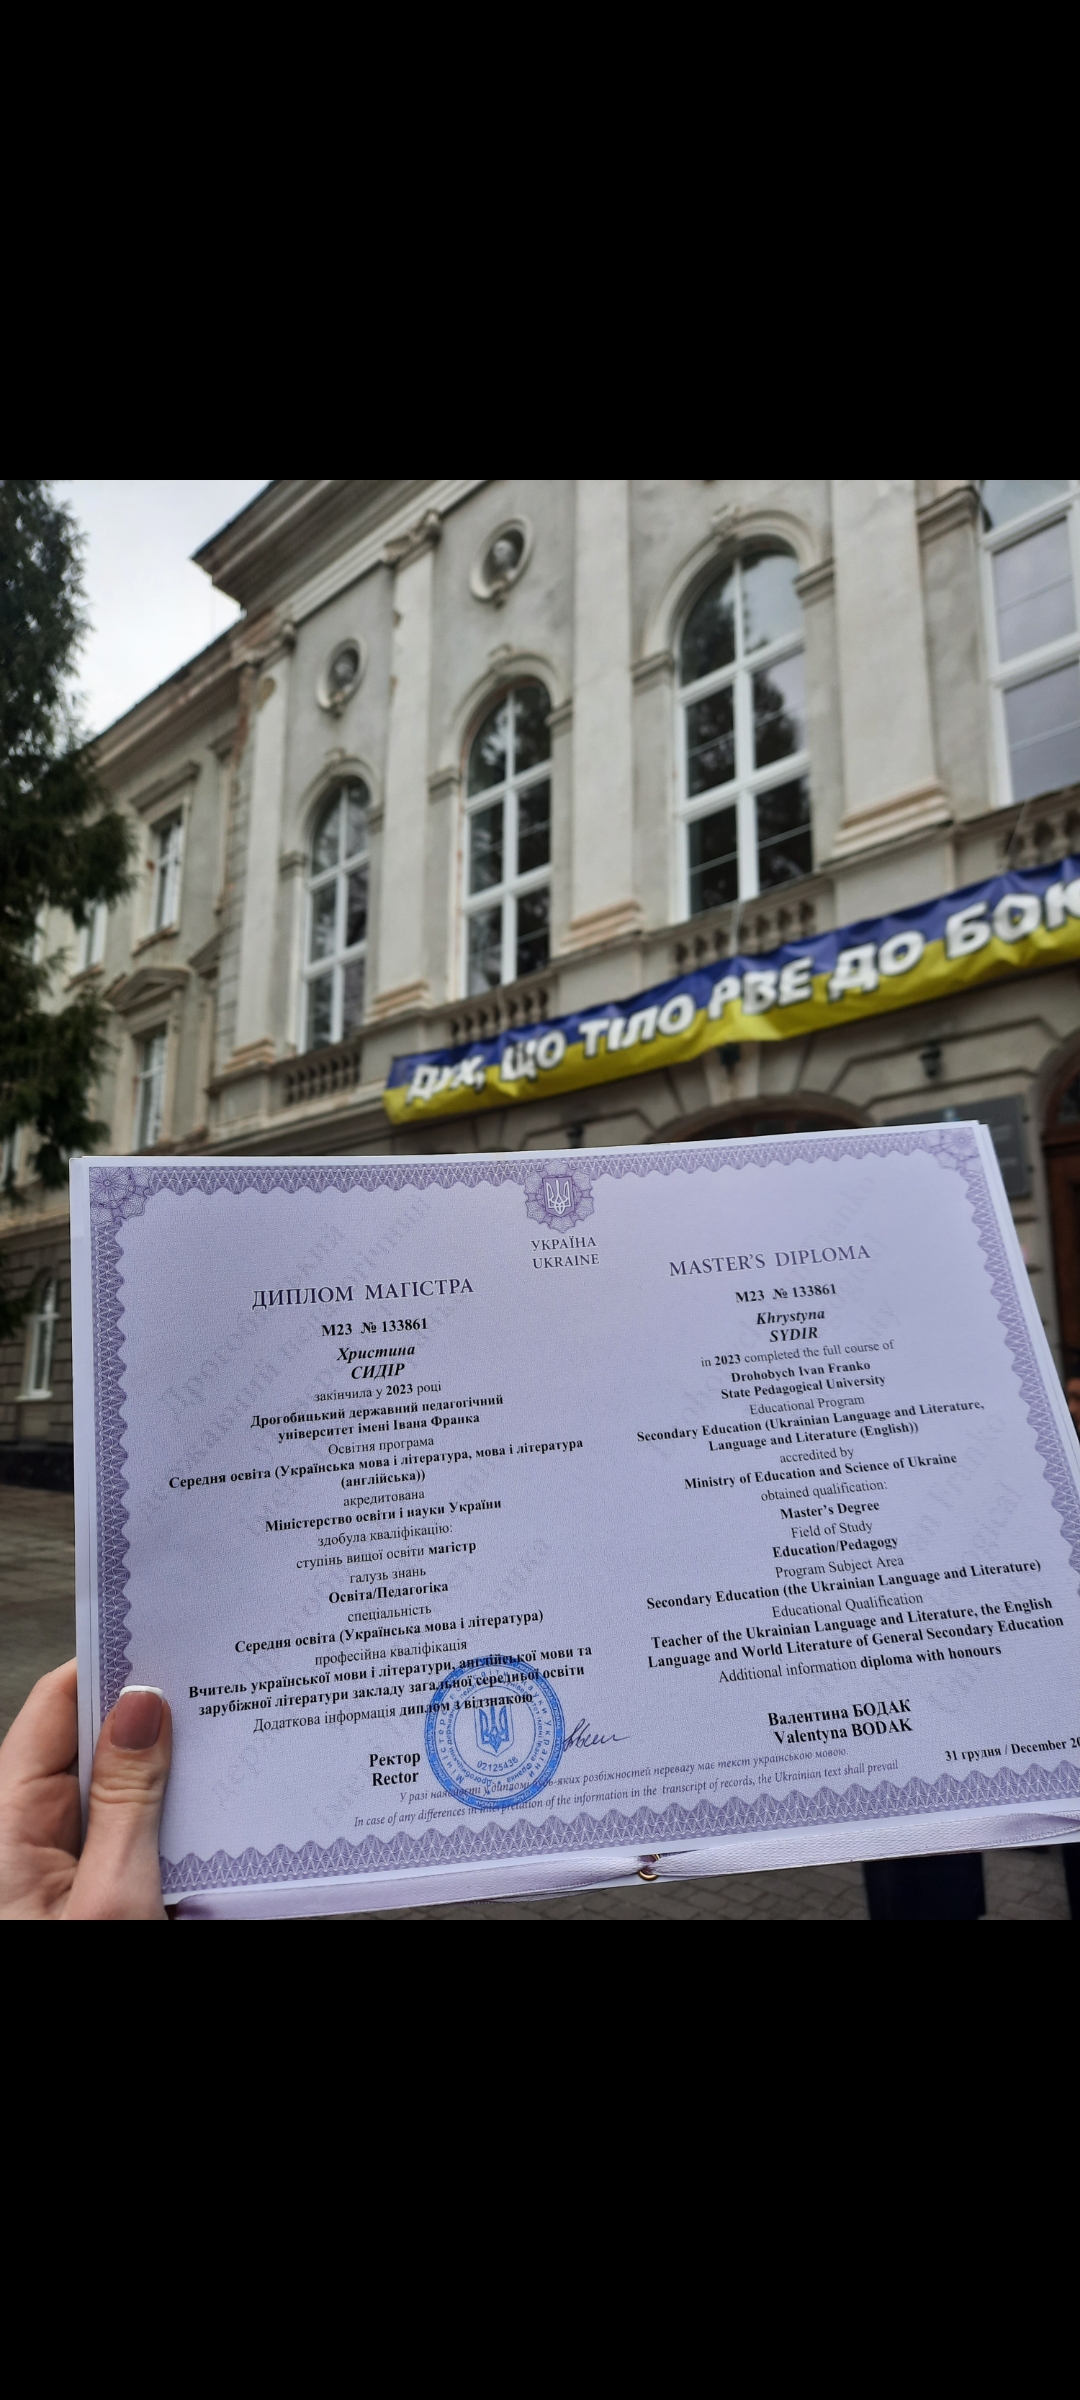 ДУХ, ЩО ТІЛО РВЕ ДО БОЮ
УКРАЇНА
UKRAINE
ДИПЛОМ МАГІСТРА
М23 № 133861
Христина
СИДІР
закінчила у 2023 році
Дрогобицький державний педагогічний
університет імені Івана Франка
Освітня програма
Середня освіта (Українська мова і література, мова і література
(англійська))
акредитована
Міністерство освіти і науки України
здобула кваліфікацію:
ступінь вищої освіти магістр
галузь знань
Освіта/Педагогіка
спеціальність
Середня освіта (Українська мова і література)
професійна кваліфікація
Вчитель української мови і літератури, англійської мови та
зарубіжної літератури закладу загальної середньої освіти
Додаткова інформація диплом з відзнакою
MASTER'S DIPLOMA
M23 № 133861
Khrystyna
SYDIR
in 2023 completed the full course of
Drohobych Ivan Franko
State Pedagogical University
Educational Program
Secondary Education (Ukrainian Language and Literature,
Language and Literature (English))
accredited by
Ministry of Education and Science of Ukraine
obtained qualification:
Master's Degree
Field of Study
Education/Pedagogy
Program Subject Area
Secondary Education (the Ukrainian Language and Literature)
Educational Qualification
Teacher of the Ukrainian Language and Literature, the English
Language and World Literature of General Secondary Education
Additional information diploma with honours
Ректор
Rector
02125438
Валентина БОДАК
Valentyna BODAK
31 грудня / December 20
У разі наявності у дипломі будь-яких розбіжностей перевагу має текст українською мовою.
In case of any differences in interpretation of the information in the transcript of records, the Ukrainian text shall prevail